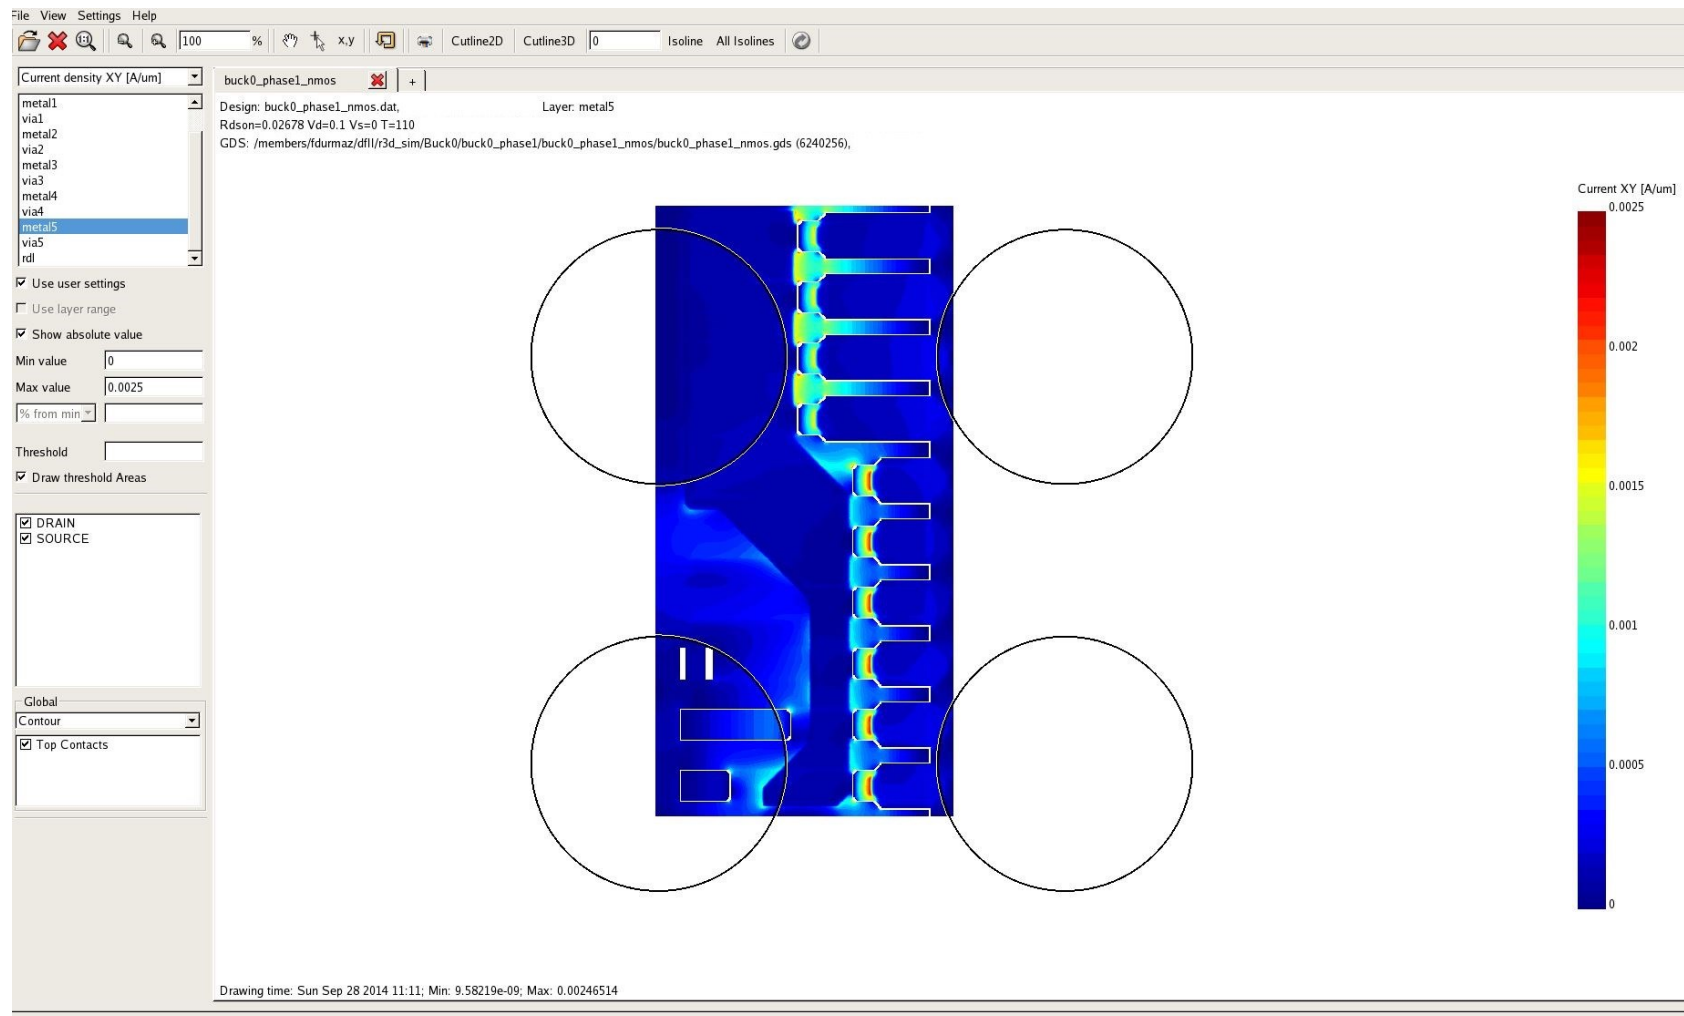 File View Settings Help
100 % x,y Cutline2D Cutline3D 0 Isoline All Isolines
Current density XY [A/um]
metal1
via1
metal2
via2
metal3
via3
metal4
via4
metal5
via5
rdl
Use user settings
Use layer range
Show absolute value
Min value 0
Max value 0.0025
% from min
Threshold
Draw threshold Areas
DRAIN
SOURCE
Global
Contour
Top Contacts
buck0_phase1_nmos +
Design: buck0_phase1_nmos.dat, Layer: metal5
Rdson=0.02678 Vd=0.1 Vs=0 T=110
GDS: /members/fdurmaz/dfII/r3d_sim/Buck0/buck0_phase1/buck0_phase1_nmos/buck0_phase1_nmos.gds (6240256),
Current XY [A/um]
0.0025
0.002
0.0015
0.001
0.0005
0
Drawing time: Sun Sep 28 2014 11:11; Min: 9.58219e-09; Max: 0.00246514